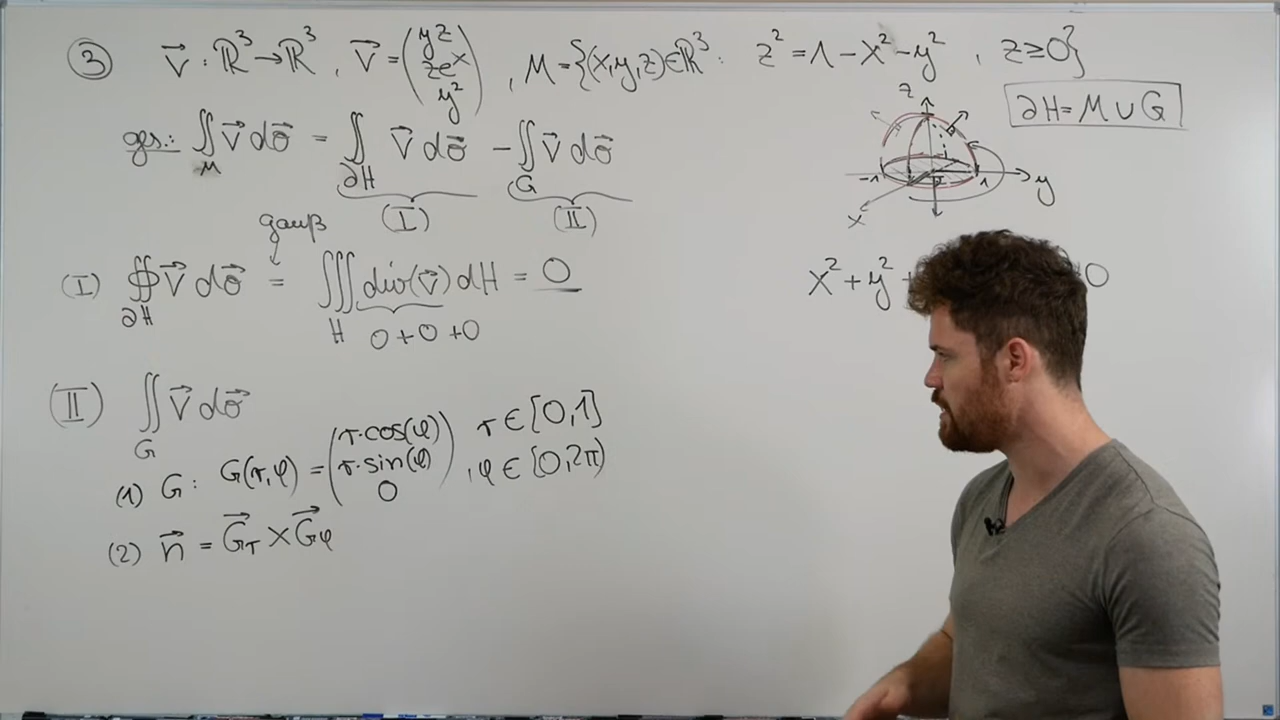 ③ v⃗ : ℝ³→ℝ³, v⃗ = (yz, ze^x, y²), M = {(x,y,z)∈ℝ³: z² = 1 - x² - y², z ≥ 0}
∂H = M ∪ G
ges.: ∬_M v⃗ dσ⃗ = ∬_∂H v⃗ dσ⃗ - ∬_G v⃗ dσ⃗
(I) (II)
z
-1 1 y
x
gauß
(I) ∯_∂H v⃗ dσ⃗ = ∭_H div(v⃗) dH = 0
0 + 0 + 0
x² + y² +
0
(II) ∬_G v⃗ dσ⃗
(1) G: G(r,φ) = (r·cos(φ), r·sin(φ), 0), r ∈ [0,1]
φ ∈ [0,2π)
(2) n⃗ = G⃗_r × G⃗_φ